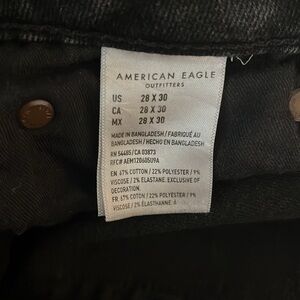 AMERICAN EAGLE
OUTFITTERS
US 28 X 30
CA 28 X 30
MX 28 X 30
MADE IN BANGLADESH / FABRIQUÉ AU
BANGLADESH / HECHO EN BANGLADESH
RN 54485/CA 03873
RFC# AEM120605U9A
EN: 67% COTTON / 22% POLYESTER / 9%
VISCOSE / 2% ELASTANE. EXCLUSIVE OF
DECORATION.
FR: 67% COTON / 22% POLYESTER / 9%
VISCOSE / 2% ÉLASTHANNE. À